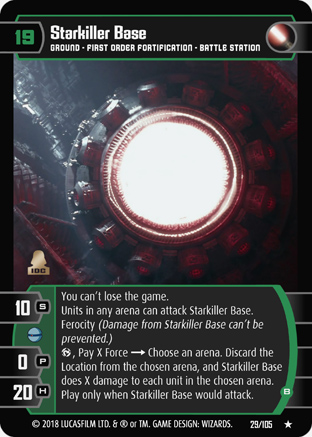 19
Starkiller Base
GROUND · FIRST ORDER FORTIFICATION · BATTLE STATION
IDC
10 S
0 P
20 H
You can't lose the game.
Units in any arena can attack Starkiller Base.
Ferocity (Damage from Starkiller Base can't be
prevented.)
, Pay X Force → Choose an arena. Discard the
Location from the chosen arena, and Starkiller Base
does X damage to each unit in the chosen arena.
Play only when Starkiller Base would attack.
B
© 2018 LUCASFILM LTD. & ® or TM. GAME DESIGN: WIZARDS.
29/105 ★